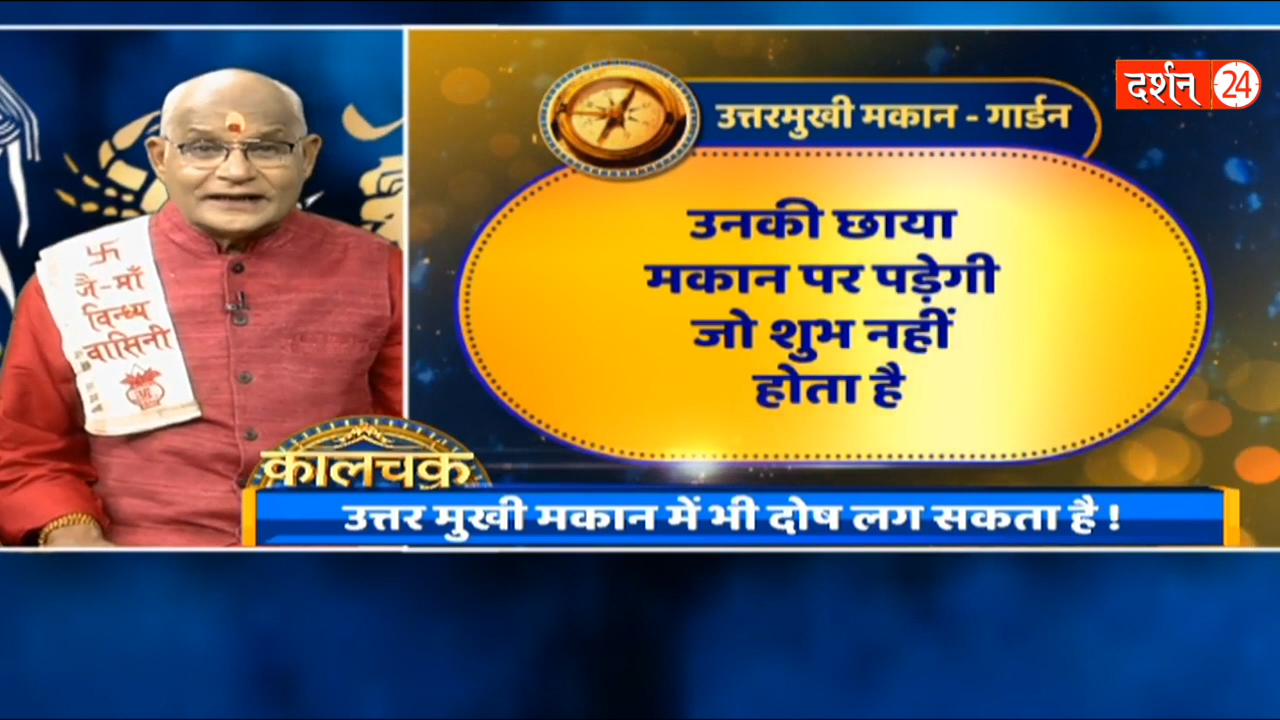 दर्शन 24
उत्तरमुखी मकान - गार्डन
उनकी छाया
मकान पर पड़ेगी
जो शुभ नहीं
होता है
जै-माँ
विन्ध्य
वासिनी
कालचक्र
उत्तर मुखी मकान में भी दोष लग सकता है !